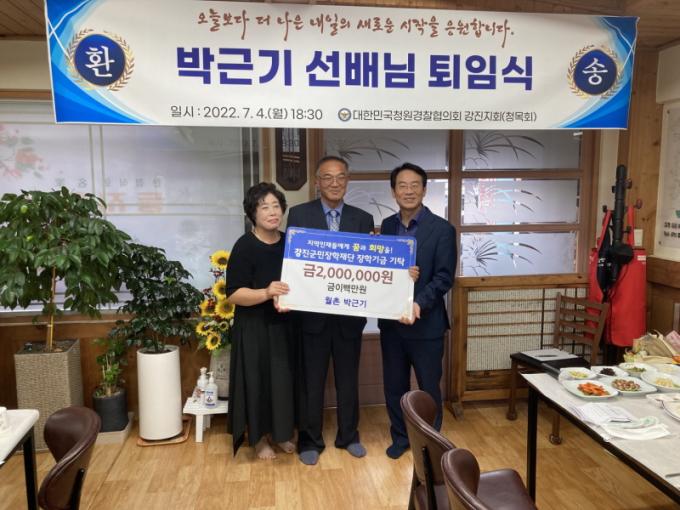 오늘보다 더 나은 내일의 새로운 시작을 응원합니다.
환 박근기 선배님 퇴임식 송
일시 : 2022. 7. 4.(월) 18:30 대한민국청원경찰협의회 강진지회(청목회)
지역인재들에게 꿈과 희망을!
강진군민장학재단 장학기금 기탁
금2,000,000원
금이백만원
월촌 박근기